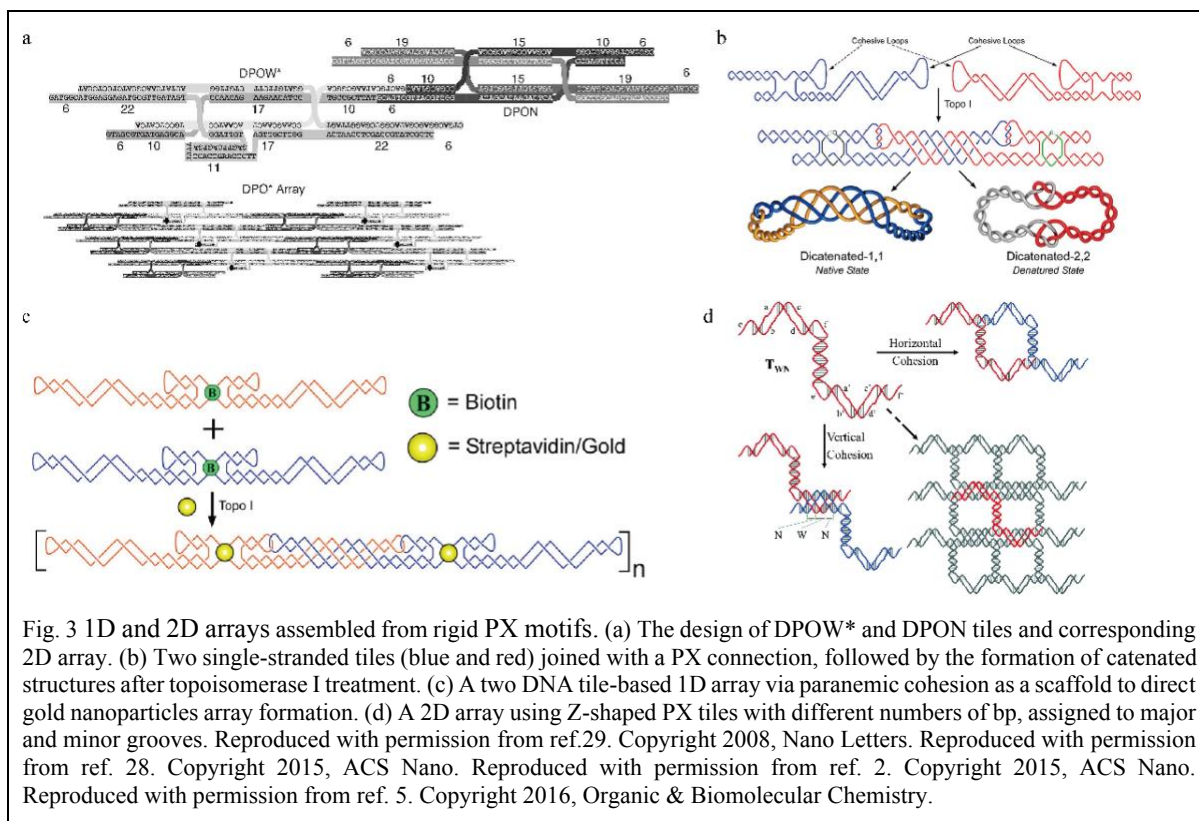 a
6
19
15
10
6
DPOW*
6
10
15
19
6
DPON
6
22
17
10
6
6
10
17
22
6
11
DPO* Array
b
Cohesive Loops
Cohesive Loops
Topo I
Dicatenated-1,1
Native State
Dicatenated-2,2
Denatured State
c
B
+
B
Topo I
n
B = Biotin
= Streptavidin/Gold
d
T_WN
Horizontal
Cohesion
Vertical
Cohesion
N W N
Fig. 3 1D and 2D arrays assembled from rigid PX motifs. (a) The design of DPOW* and DPON tiles and corresponding
2D array. (b) Two single-stranded tiles (blue and red) joined with a PX connection, followed by the formation of catenated
structures after topoisomerase I treatment. (c) A two DNA tile-based 1D array via paranemic cohesion as a scaffold to direct
gold nanoparticles array formation. (d) A 2D array using Z-shaped PX tiles with different numbers of bp, assigned to major
and minor grooves. Reproduced with permission from ref.29. Copyright 2008, Nano Letters. Reproduced with permission
from ref. 28. Copyright 2015, ACS Nano. Reproduced with permission from ref. 2. Copyright 2015, ACS Nano.
Reproduced with permission from ref. 5. Copyright 2016, Organic & Biomolecular Chemistry.